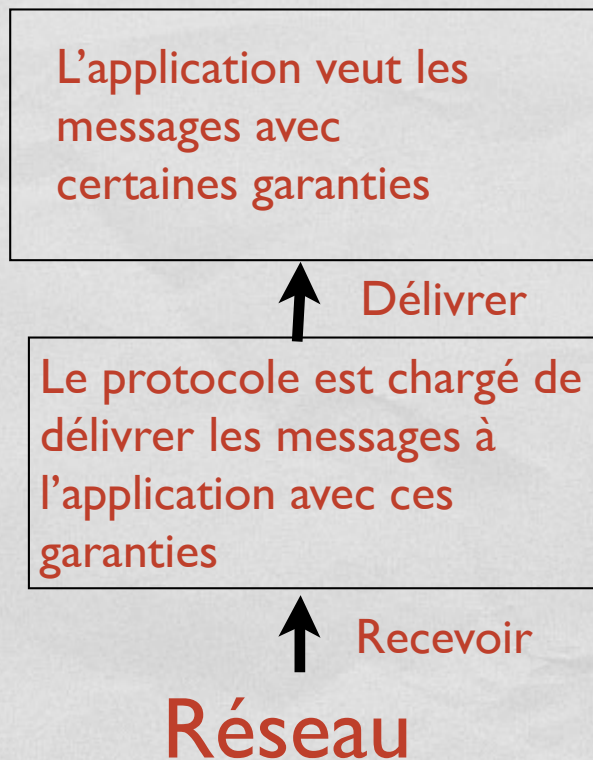 L’application veut les
messages avec
certaines garanties
Délivrer
Le protocole est chargé de
délivrer les messages à
l’application avec ces
garanties
Recevoir
Réseau